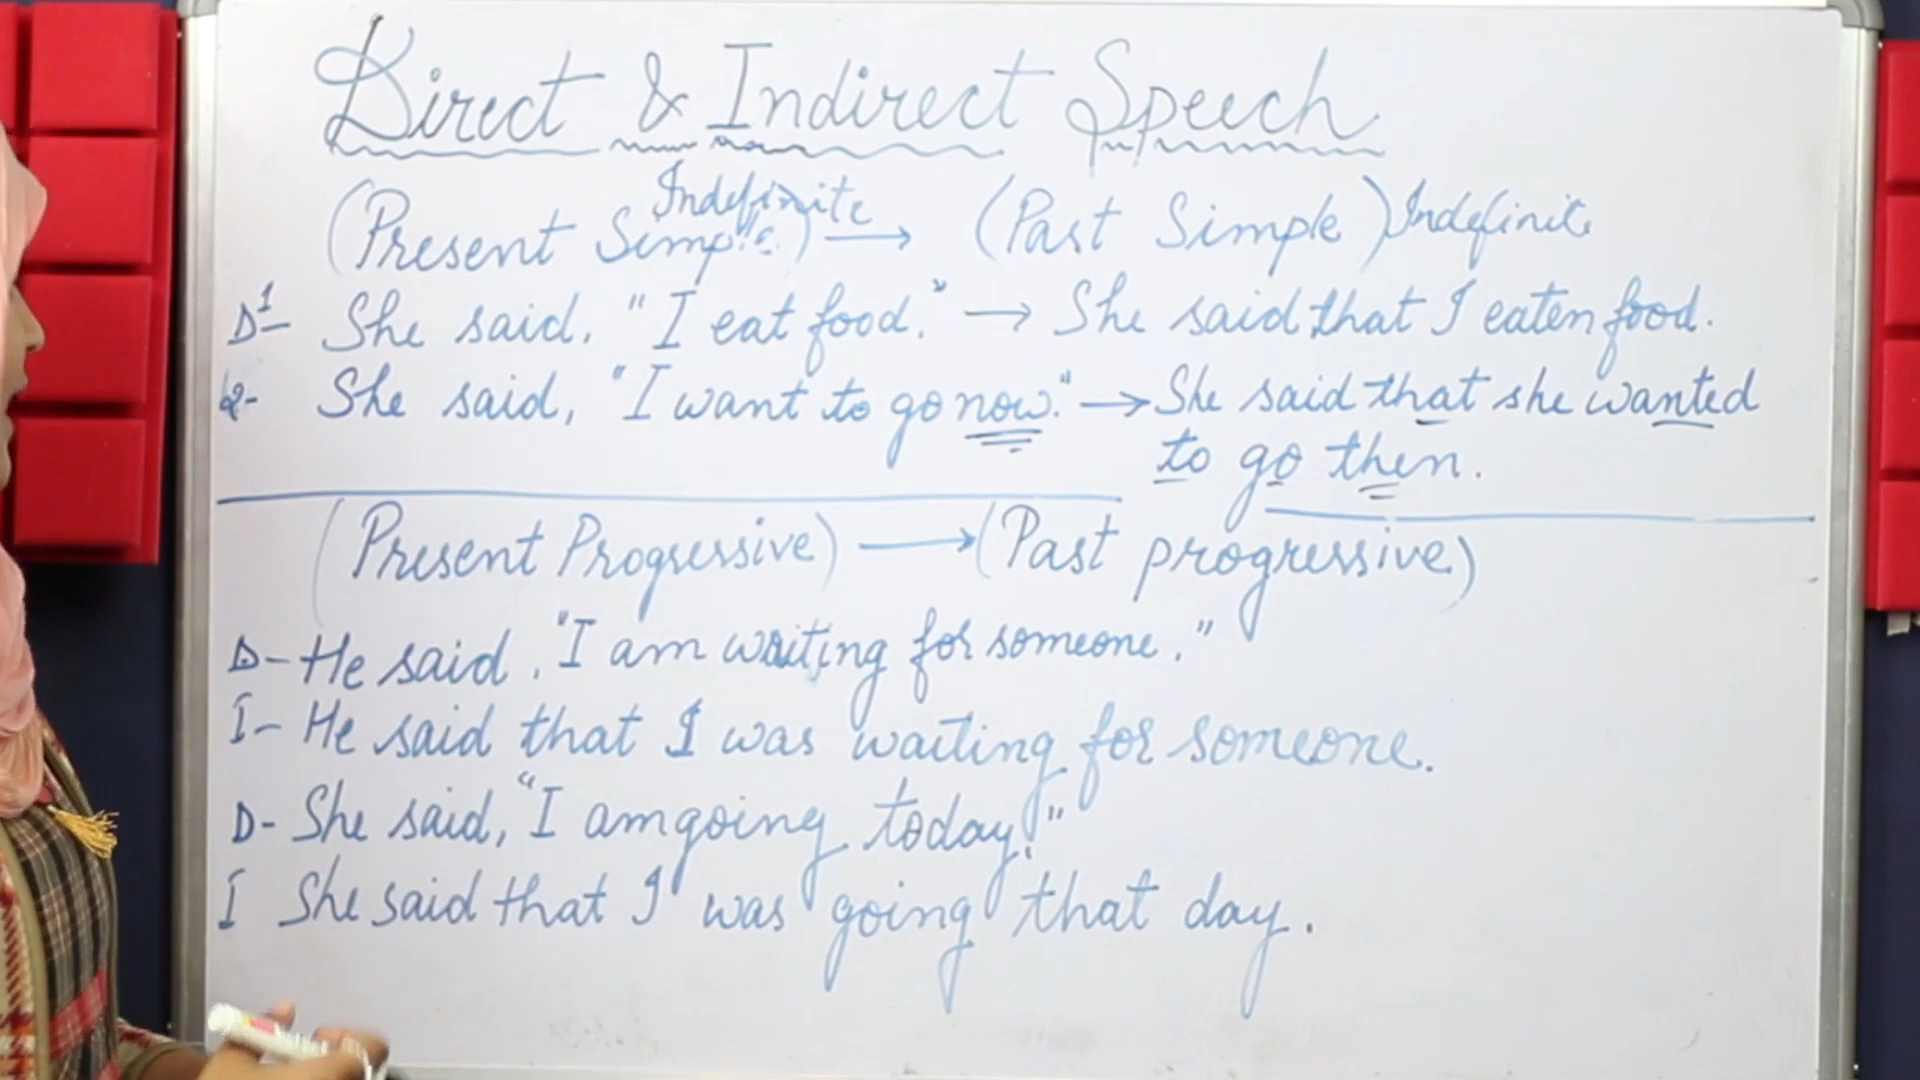 Direct & Indirect Speech
(Present Simple) Indefinite → (Past Simple) Indefinite
D1- She said, "I eat food." → She said that I eaten food.
2- She said, "I want to go now." → She said that she wanted
to go then.
(Present Progressive) → (Past progressive)
D- He said, "I am waiting for someone."
I- He said that I was waiting for someone.
D- She said, "I am going today."
I She said that I was going that day.